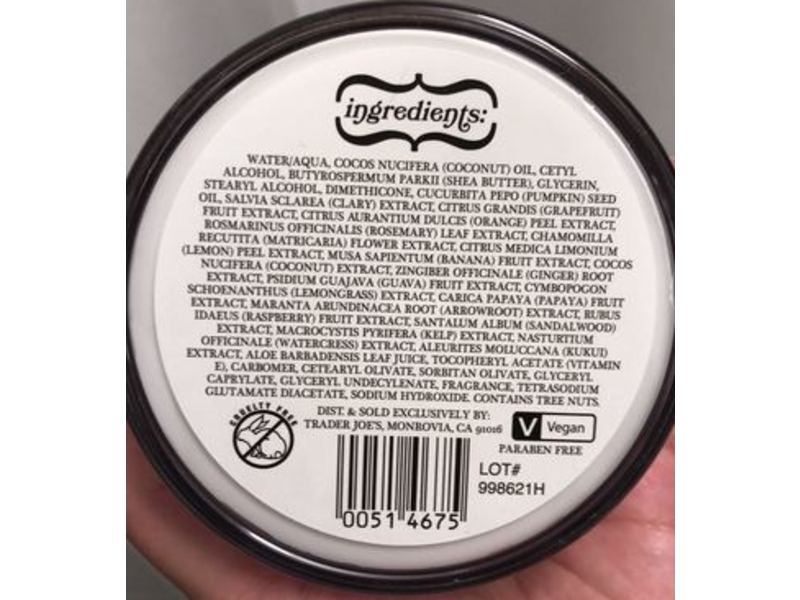 ingredients:
WATER/AQUA, COCOS NUCIFERA (COCONUT) OIL, CETYL
ALCOHOL, BUTYROSPERMUM PARKII (SHEA BUTTER), GLYCERIN,
STEARYL ALCOHOL, DIMETHICONE, CUCURBITA PEPO (PUMPKIN) SEED
OIL, SALVIA SCLAREA (CLARY) EXTRACT, CITRUS GRANDIS (GRAPEFRUIT)
FRUIT EXTRACT, CITRUS AURANTIUM DULCIS (ORANGE) PEEL EXTRACT,
ROSMARINUS OFFICINALIS (ROSEMARY) LEAF EXTRACT, CHAMOMILLA
RECUTITA (MATRICARIA) FLOWER EXTRACT, CITRUS MEDICA LIMONIUM
(LEMON) PEEL EXTRACT, MUSA SAPIENTUM (BANANA) FRUIT EXTRACT, COCOS
NUCIFERA (COCONUT) EXTRACT, ZINGIBER OFFICINALE (GINGER) ROOT
EXTRACT, PSIDIUM GUAJAVA (GUAVA) FRUIT EXTRACT, CYMBOPOGON
SCHOENANTHUS (LEMONGRASS) EXTRACT, CARICA PAPAYA (PAPAYA) FRUIT
EXTRACT, MARANTA ARUNDINACEA ROOT (ARROWROOT) EXTRACT, RUBUS
IDAEUS (RASPBERRY) FRUIT EXTRACT, SANTALUM ALBUM (SANDALWOOD)
EXTRACT, MACROCYSTIS PYRIFERA (KELP) EXTRACT, NASTURTIUM
OFFICINALE (WATERCRESS) EXTRACT, ALEURITES MOLUCCANA (KUKUI)
EXTRACT, ALOE BARBADENSIS LEAF JUICE, TOCOPHERYL ACETATE (VITAMIN
E), CARBOMER, CETEARYL OLIVATE, SORBITAN OLIVATE, GLYCERYL
CAPRYLATE, GLYCERYL UNDECYLENATE, FRAGRANCE, TETRASODIUM
GLUTAMATE DIACETATE, SODIUM HYDROXIDE. CONTAINS TREE NUTS.
CRUELTY FREE
DIST. & SOLD EXCLUSIVELY BY:
TRADER JOE'S, MONROVIA, CA 91016
V Vegan
PARABEN FREE
LOT#
998621H
0051 4675